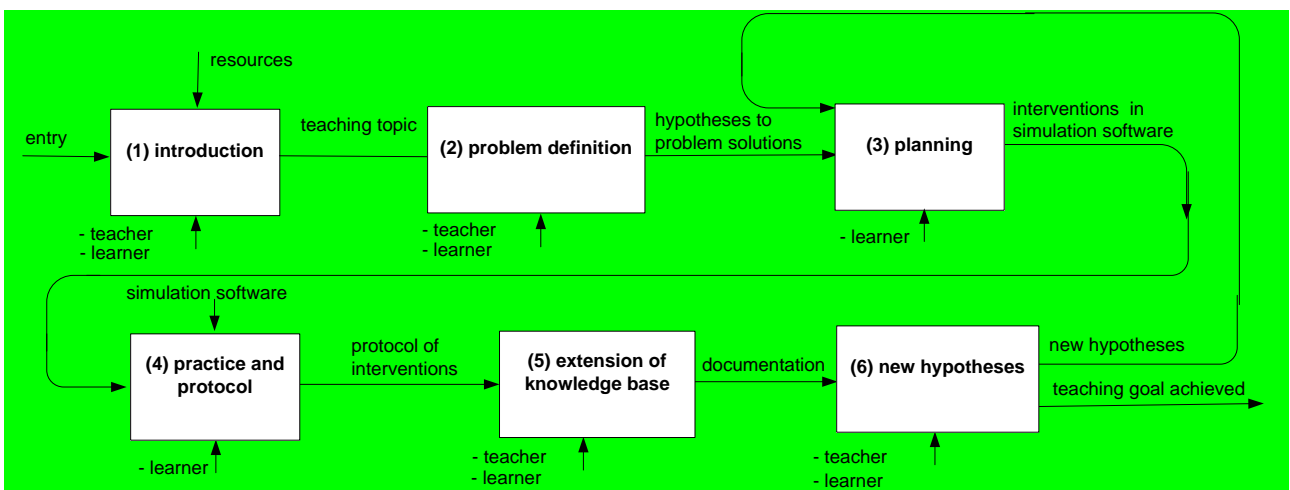 resources
entry
(1) introduction
teaching topic
- teacher
- learner
(2) problem definition
- teacher
- learner
hypotheses to
problem solutions
(3) planning
- learner
interventions in
simulation software
simulation software
(4) practice and
protocol
- learner
protocol of
interventions
(5) extension of
knowledge base
- teacher
- learner
documentation
(6) new hypotheses
- teacher
- learner
new hypotheses
teaching goal achieved